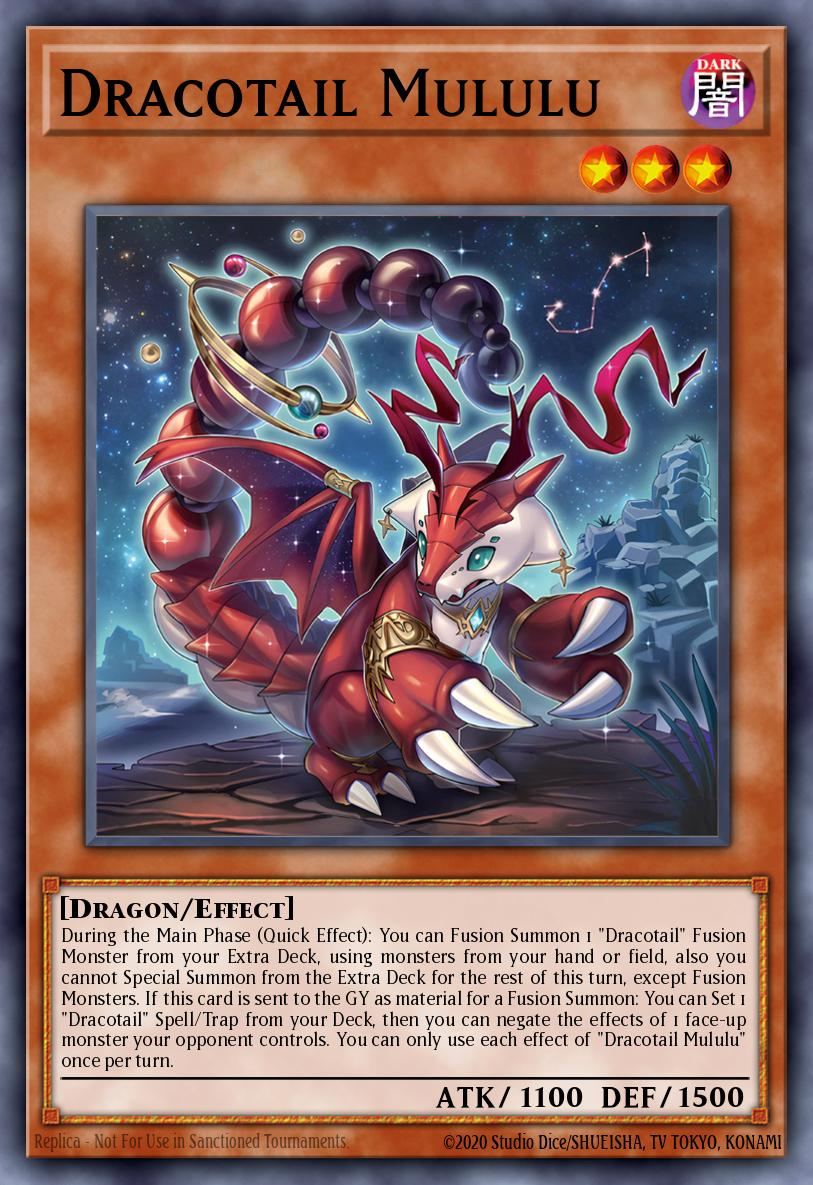 Dracotail Mululu
DARK
闇
[Dragon/Effect]
During the Main Phase (Quick Effect): You can Fusion Summon 1 "Dracotail" Fusion
Monster from your Extra Deck, using monsters from your hand or field, also you
cannot Special Summon from the Extra Deck for the rest of this turn, except Fusion
Monsters. If this card is sent to the GY as material for a Fusion Summon: You can Set 1
"Dracotail" Spell/Trap from your Deck, then you can negate the effects of 1 face-up
monster your opponent controls. You can only use each effect of "Dracotail Mululu"
once per turn.
ATK/ 1100 DEF/1500
Replica - Not For Use in Sanctioned Tournaments.
©2020 Studio Dice/SHUEISHA, TV TOKYO, KONAMI